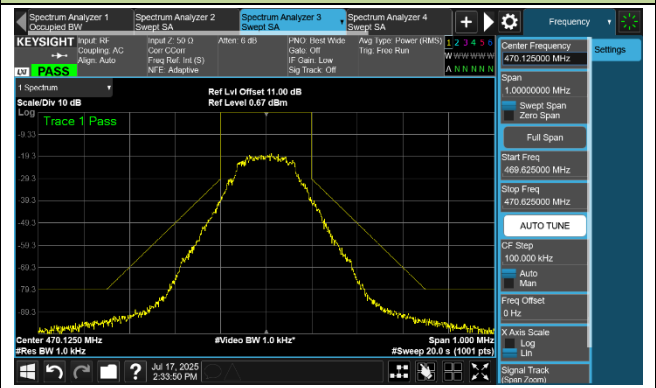 Spectrum Analyzer 1
Occupied BW
Spectrum Analyzer 2
Swept SA
Spectrum Analyzer 3
Swept SA
Spectrum Analyzer 4
Swept SA
Frequency
KEYSIGHT
LXI
PASS
Input: RF
Coupling: AC
Align: Auto
Input Z: 50 Ω
Corr CCorr
Freq Ref: Int (S)
NFE: Adaptive
Atten: 6 dB
PNO: Best Wide
Gate: Off
IF Gain: Low
Sig Track: Off
Avg Type: Power (RMS)
Trig: Free Run
1 2 3 4 5 6
W W W W W W
A N N N N N
1 Spectrum
Scale/Div 10 dB
Ref Lvl Offset 11.00 dB
Ref Level 0.67 dBm
Log
Trace 1 Pass
-9.33
-19.3
-29.3
-39.3
-49.3
-59.3
-69.3
-79.3
-89.3
Center 470.1250 MHz
#Res BW 1.0 kHz
#Video BW 1.0 kHz*
Span 1.000 MHz
#Sweep 20.0 s (1001 pts)
Center Frequency
470.125000 MHz
Settings
Span
1.00000000 MHz
Swept Span
Zero Span
Full Span
Start Freq
469.625000 MHz
Stop Freq
470.625000 MHz
AUTO TUNE
CF Step
100.000 kHz
Auto
Man
Freq Offset
0 Hz
X Axis Scale
Log
Lin
Signal Track
(Span Zoom)
Jul 17, 2025
2:33:50 PM